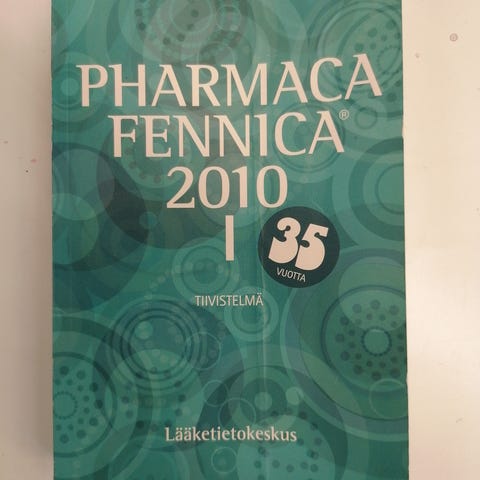 PHARMACA
FENNICA®
2010
I
35
VUOTTA
TIIVISTELMÄ
Lääketietokeskus